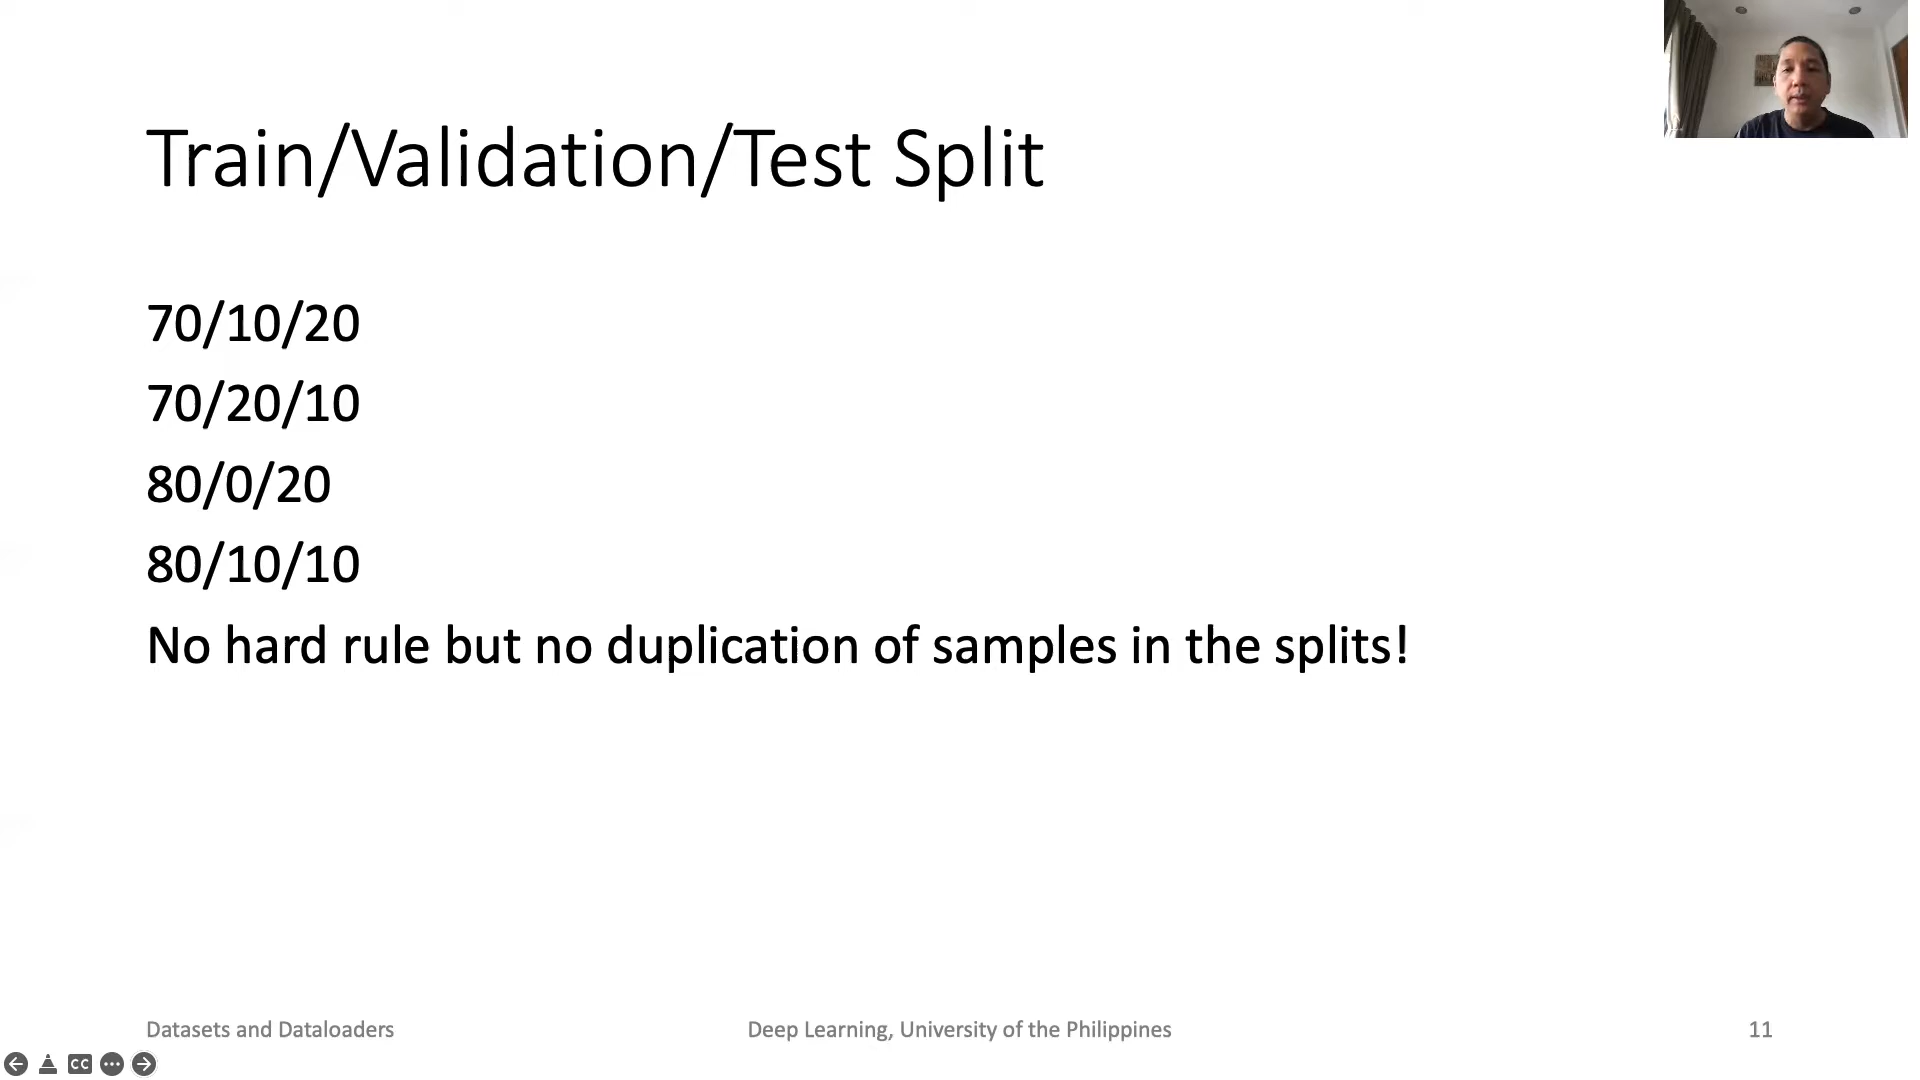 Train/Validation/Test Split
70/10/20
70/20/10
80/0/20
80/10/10
No hard rule but no duplication of samples in the splits!
Datasets and Dataloaders
Deep Learning, University of the Philippines
11
CC